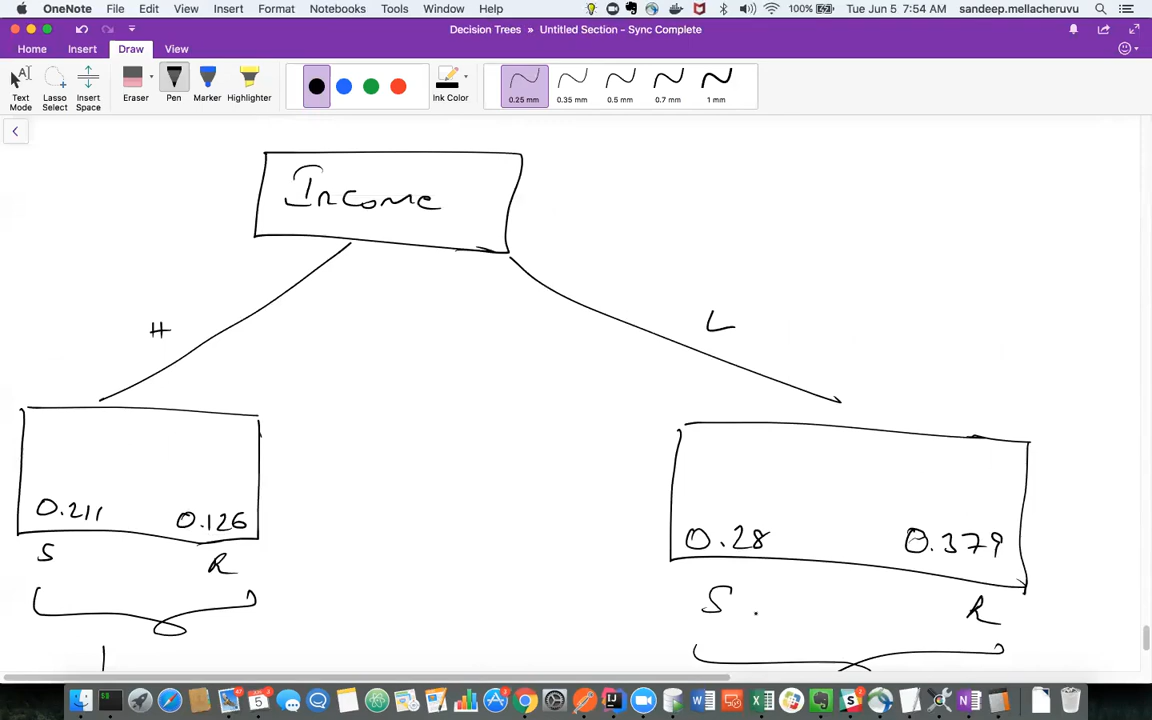 OneNote File Edit View Insert Format Notebooks Tools Window Help 100% Tue Jun 5 7:54 AM sandeep.mellacheruvu
Decision Trees » Untitled Section - Sync Complete
Home Insert Draw View
Text Mode Lasso Select Insert Space Eraser Pen Marker Highlighter Ink Color 0.25 mm 0.35 mm 0.5 mm 0.7 mm 1 mm
Income
H L
0.211 0.126 0.28 0.379
S R S R